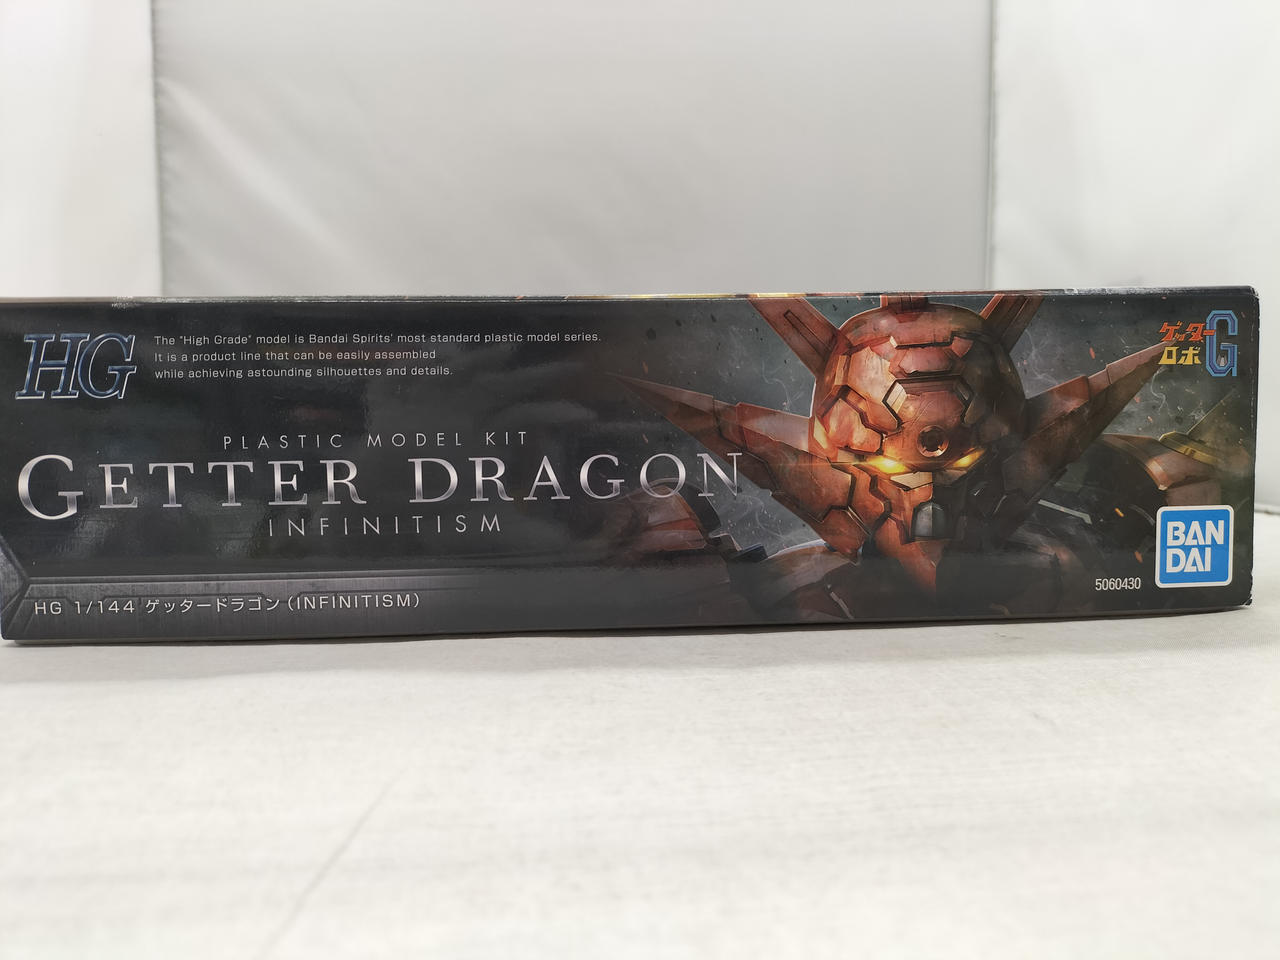 HG
The "High Grade" model is Bandai Spirits' most standard plastic model series.
It is a product line that can be easily assembled
while achieving astounding silhouettes and details.
ゲッター
ロボG
PLASTIC MODEL KIT
GETTER DRAGON
INFINITISM
HG 1/144 ゲッタードラゴン(INFINITISM)
5060430
BAN
DAI